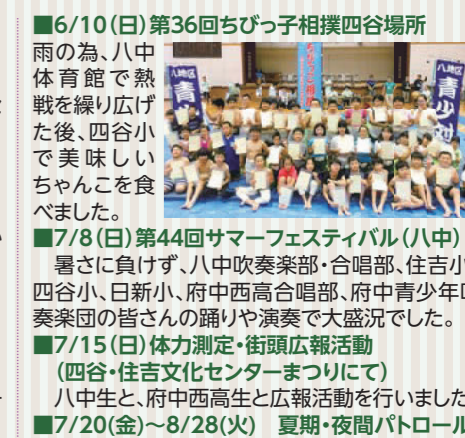 ■6/10(日)第36回ちびっ子相撲四谷場所
雨の為、八中
体育館で熱
戦を繰り広げ
た後、四谷小
で美味しい
ちゃんこを食
べました。
八地区
青少対
青少対
■7/8(日)第44回サマーフェスティバル(八中)
暑さに負けず、八中吹奏楽部・合唱部、住吉小
四谷小、日新小、府中西高合唱部、府中青少年吹
奏楽団の皆さんの踊りや演奏で大盛況でした。
■7/15(日)体力測定・街頭広報活動
(四谷・住吉文化センターまつりにて)
八中生と、府中西高生と広報活動を行いました
■7/20(金)~8/28(火) 夏期・夜間パトロール